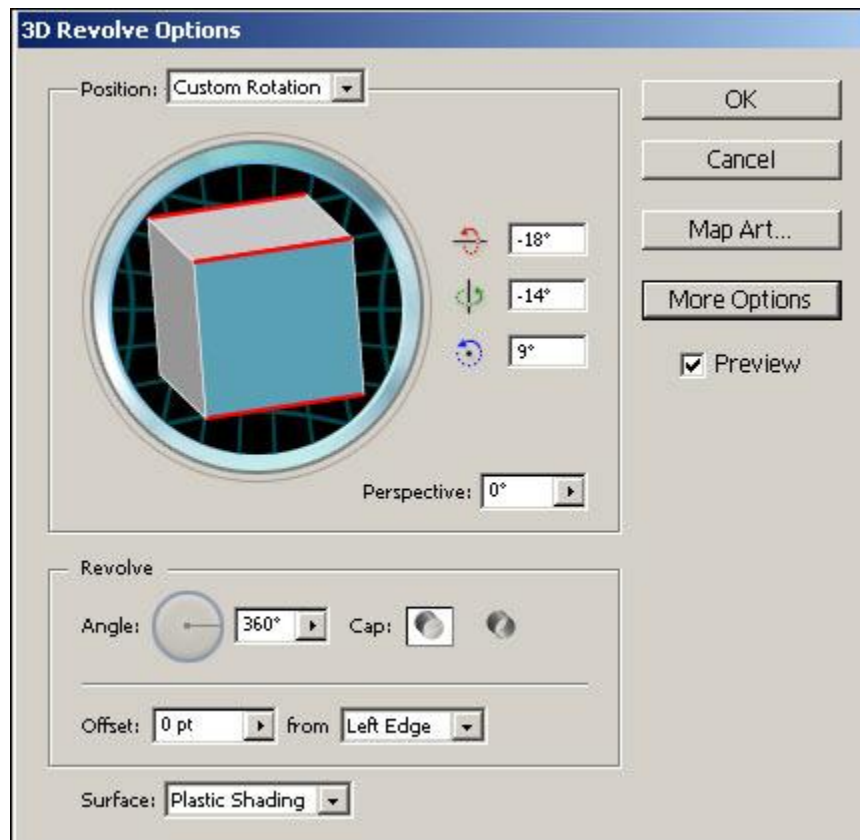 3D Revolve Options
Position: Custom Rotation
OK
Cancel
Map Art...
More Options
Preview
-18°
-14°
9°
Perspective: 0°
Revolve
Angle: 360° Cap:
Offset: 0 pt from Left Edge
Surface: Plastic Shading